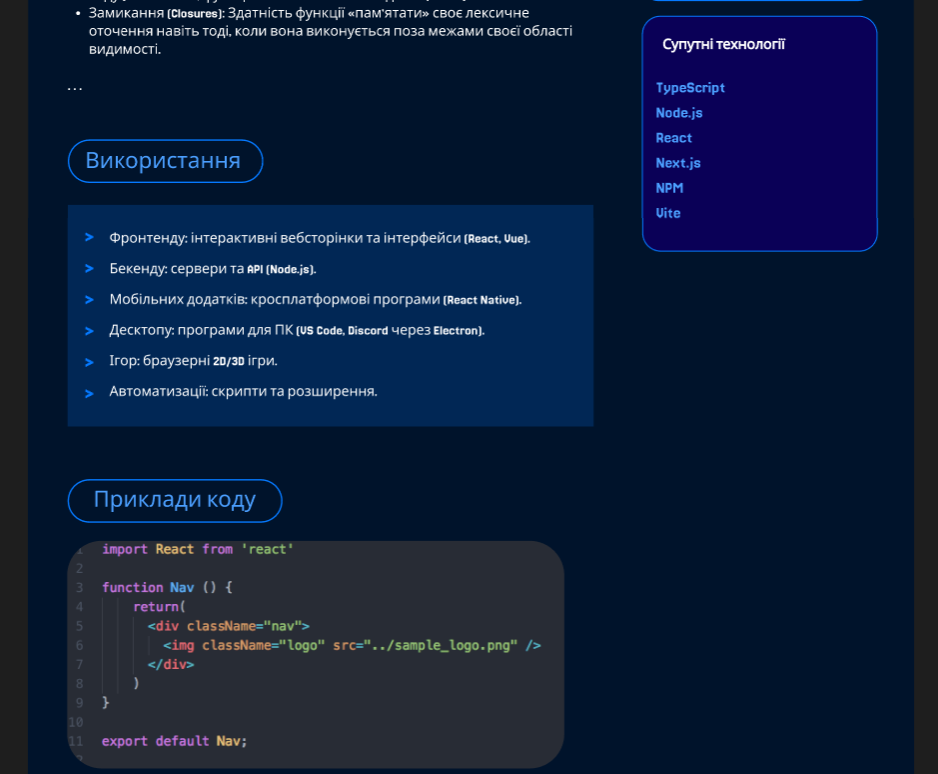 • Замикання (Closures): Здатність функції «пам'ятати» своє лексичне
оточення навіть тоді, коли вона виконується поза межами своєї області
видимості.
...
Використання
> Фронтенду: інтерактивні вебсторінки та інтерфейси (React, Vue).
> Бекенду: сервери та API (Node.js).
> Мобільних додатків: кросплатформові програми (React Native).
> Десктопу: програми для ПК (VS Code, Discord через Electron).
> Ігор: браузерні 2D/3D ігри.
> Автоматизації: скрипти та розширення.
Приклади коду
1 import React from 'react'
2
3 function Nav () {
4 return(
5 <div className="nav">
6 <img className="logo" src="../sample_logo.png" />
7 </div>
8 )
9 }
10
11 export default Nav;
Супутні технології
TypeScript
Node.js
React
Next.js
NPM
Vite